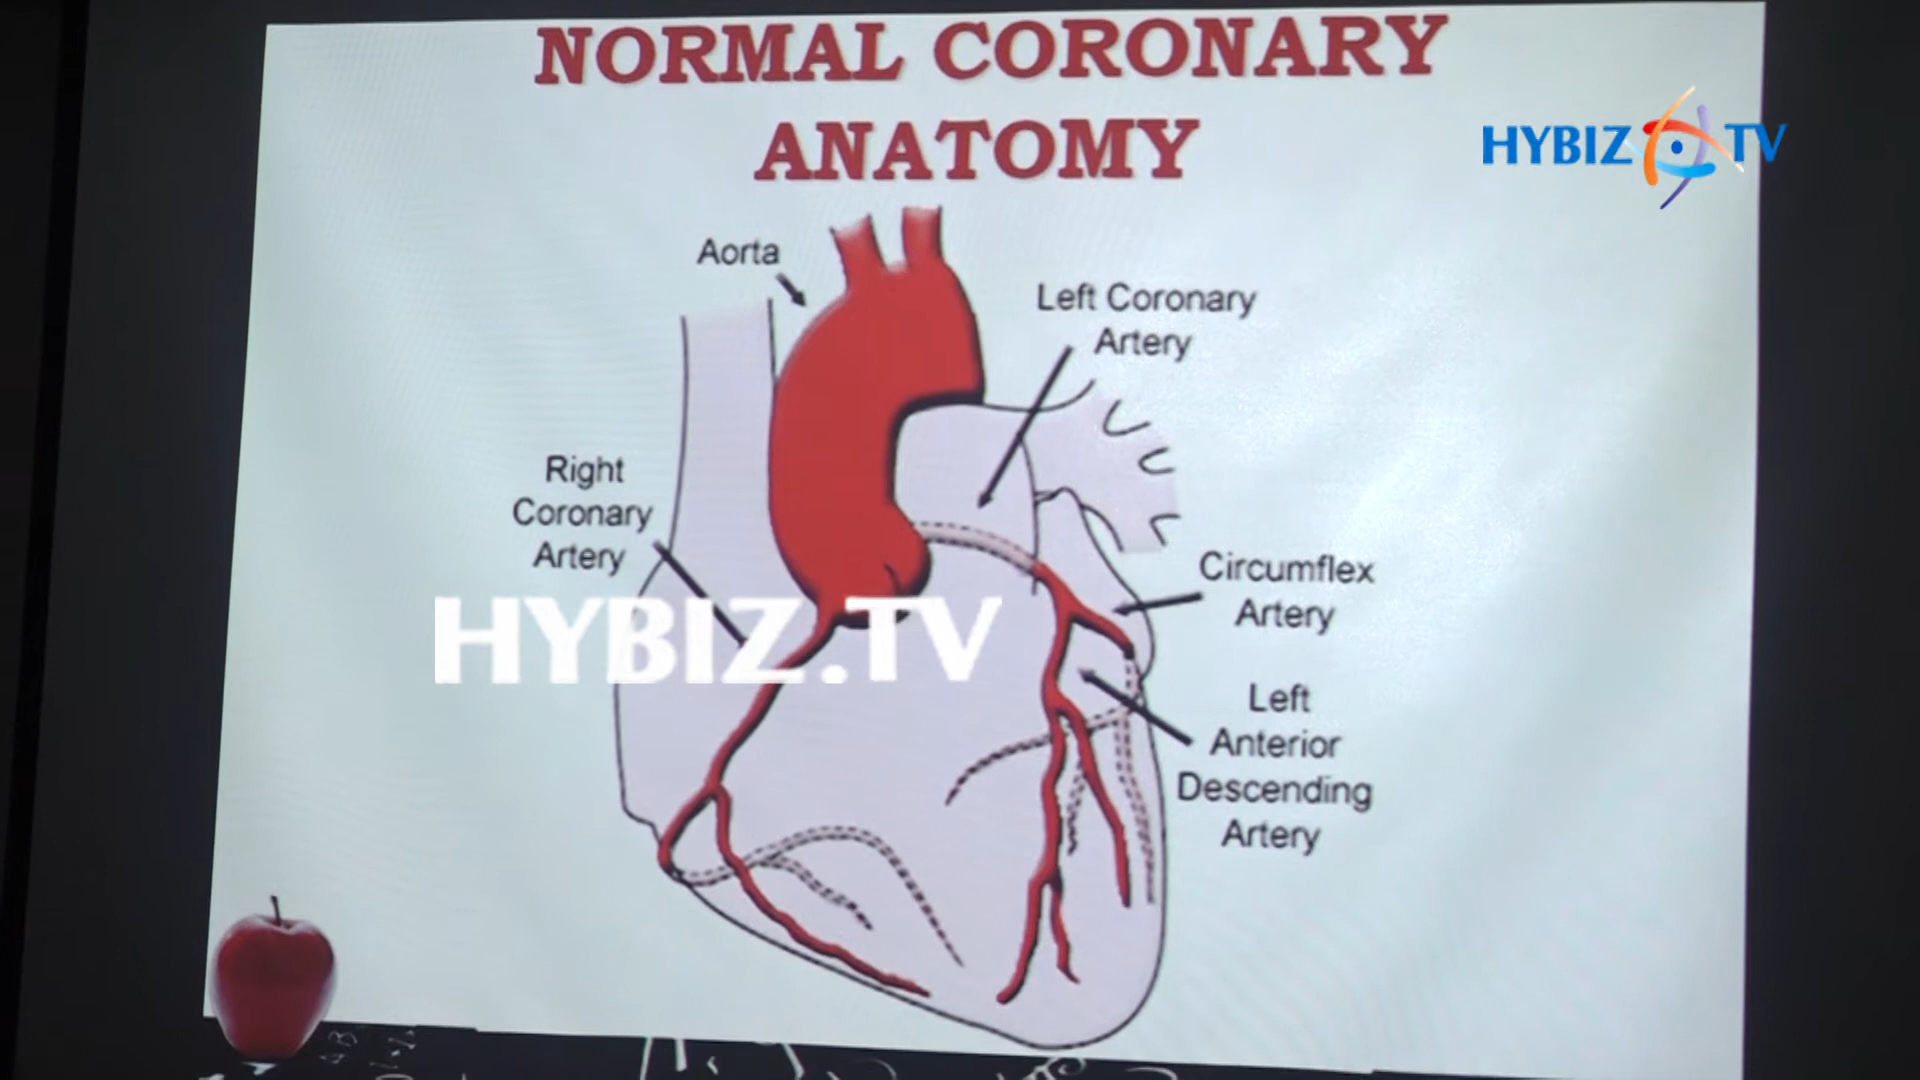 NORMAL CORONARY
ANATOMY
HYBIZ TV
Aorta
Left Coronary
Artery
Right
Coronary
Artery
Circumflex
Artery
HYBIZ.TV
Left
Anterior
Descending
Artery